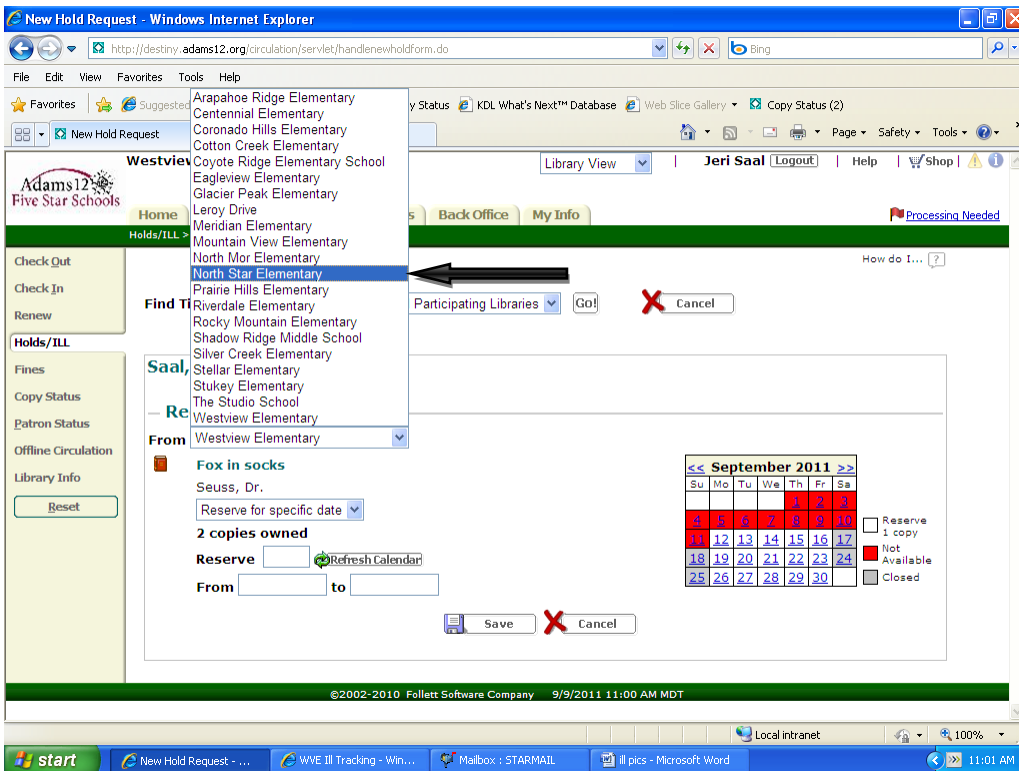 New Hold Request - Windows Internet Explorer
http://destiny.adams12.org/circulation/servlet/handlenewholdform.do
Bing
File Edit View Favorites Tools Help
Favorites Suggested y Status KDL What's Next™ Database Web Slice Gallery Copy Status (2)
New Hold Request Page Safety Tools
Arapahoe Ridge Elementary
Centennial Elementary
Coronado Hills Elementary
Cotton Creek Elementary
Coyote Ridge Elementary School
Eagleview Elementary
Glacier Peak Elementary
Leroy Drive
Meridian Elementary
Mountain View Elementary
North Mor Elementary
North Star Elementary
Prairie Hills Elementary
Riverdale Elementary
Rocky Mountain Elementary
Shadow Ridge Middle School
Silver Creek Elementary
Stellar Elementary
Stukey Elementary
The Studio School
Westview Elementary
Westview Library View | Jeri Saal Logout | Help | Shop |
Adams12
Five Star Schools
Home s Back Office My Info Processing Needed
Holds/ILL >
How do I... ?
Check Out
Check In
Renew
Holds/ILL
Fines
Copy Status
Patron Status
Offline Circulation
Library Info
Reset
Find Ti Participating Libraries Go! Cancel
Saal,
Re
From Westview Elementary
Fox in socks
Seuss, Dr.
Reserve for specific date
2 copies owned
Reserve Refresh Calendar
From to
<< September 2011 >>
Su Mo Tu We Th Fr Sa
1 2 3
4 5 6 7 8 9 10
11 12 13 14 15 16 17
18 19 20 21 22 23 24
25 26 27 28 29 30
Reserve
1 copy
Not
Available
Closed
Save Cancel
©2002-2010 Follett Software Company 9/9/2011 11:00 AM MDT
Local intranet 100%
start New Hold Request - ... WVE Ill Tracking - Win... Mailbox : STARMAIL ill pics - Microsoft Word 11:01 AM